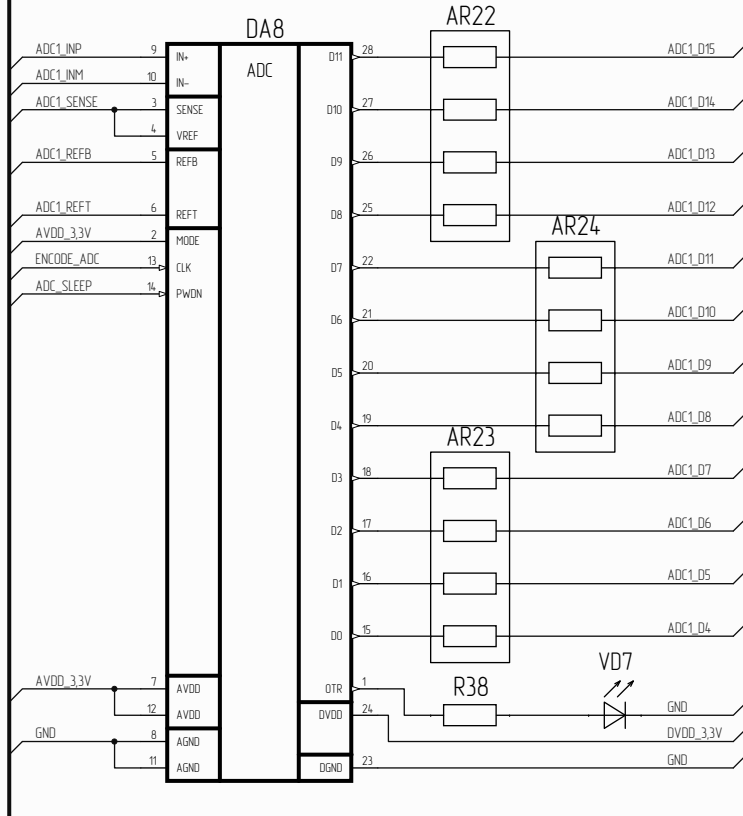 AR22
DA8
ADC1_INP 9 IN+ ADC D11 28 ADC1_D15
ADC1_INM 10 IN-
ADC1_SENSE 3 SENSE D10 27 ADC1_D14
4 VREF
ADC1_REFB 5 REFB D9 26 ADC1_D13
ADC1_REFT 6 REFT D8 25 ADC1_D12
AR24
AVDD_3,3V 2 MODE
ENCODE_ADC 13 CLK D7 22 ADC1_D11
ADC_SLEEP 14 PWDN
D6 21 ADC1_D10
D5 20 ADC1_D9
D4 19 ADC1_D8
AR23
D3 18 ADC1_D7
D2 17 ADC1_D6
D1 16 ADC1_D5
D0 15 ADC1_D4
VD7
AVDD_3,3V 7 AVDD OTR 1 R38
12 AVDD DVDD 24 GND
GND 8 AGND DVDD_3,3V
11 AGND DGND 23 GND